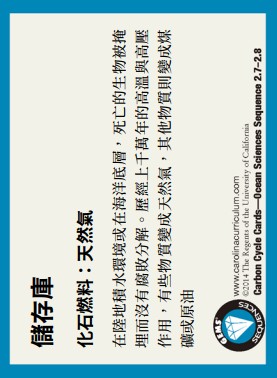 儲存庫
化石燃料：天然氣
在陸地積水環境或在海洋底層，死亡的生物被掩
埋而沒有腐敗分解。歷經上千萬年的高溫與高壓
作用，有些物質變成天然氣，其他物質則變成煤
礦或原油
www.carolinacurriculum.com
©2014 The Regents of the University of California
Carbon Cycle Cards—Ocean Sciences Sequence 2.7–2.8
SEQUENCES